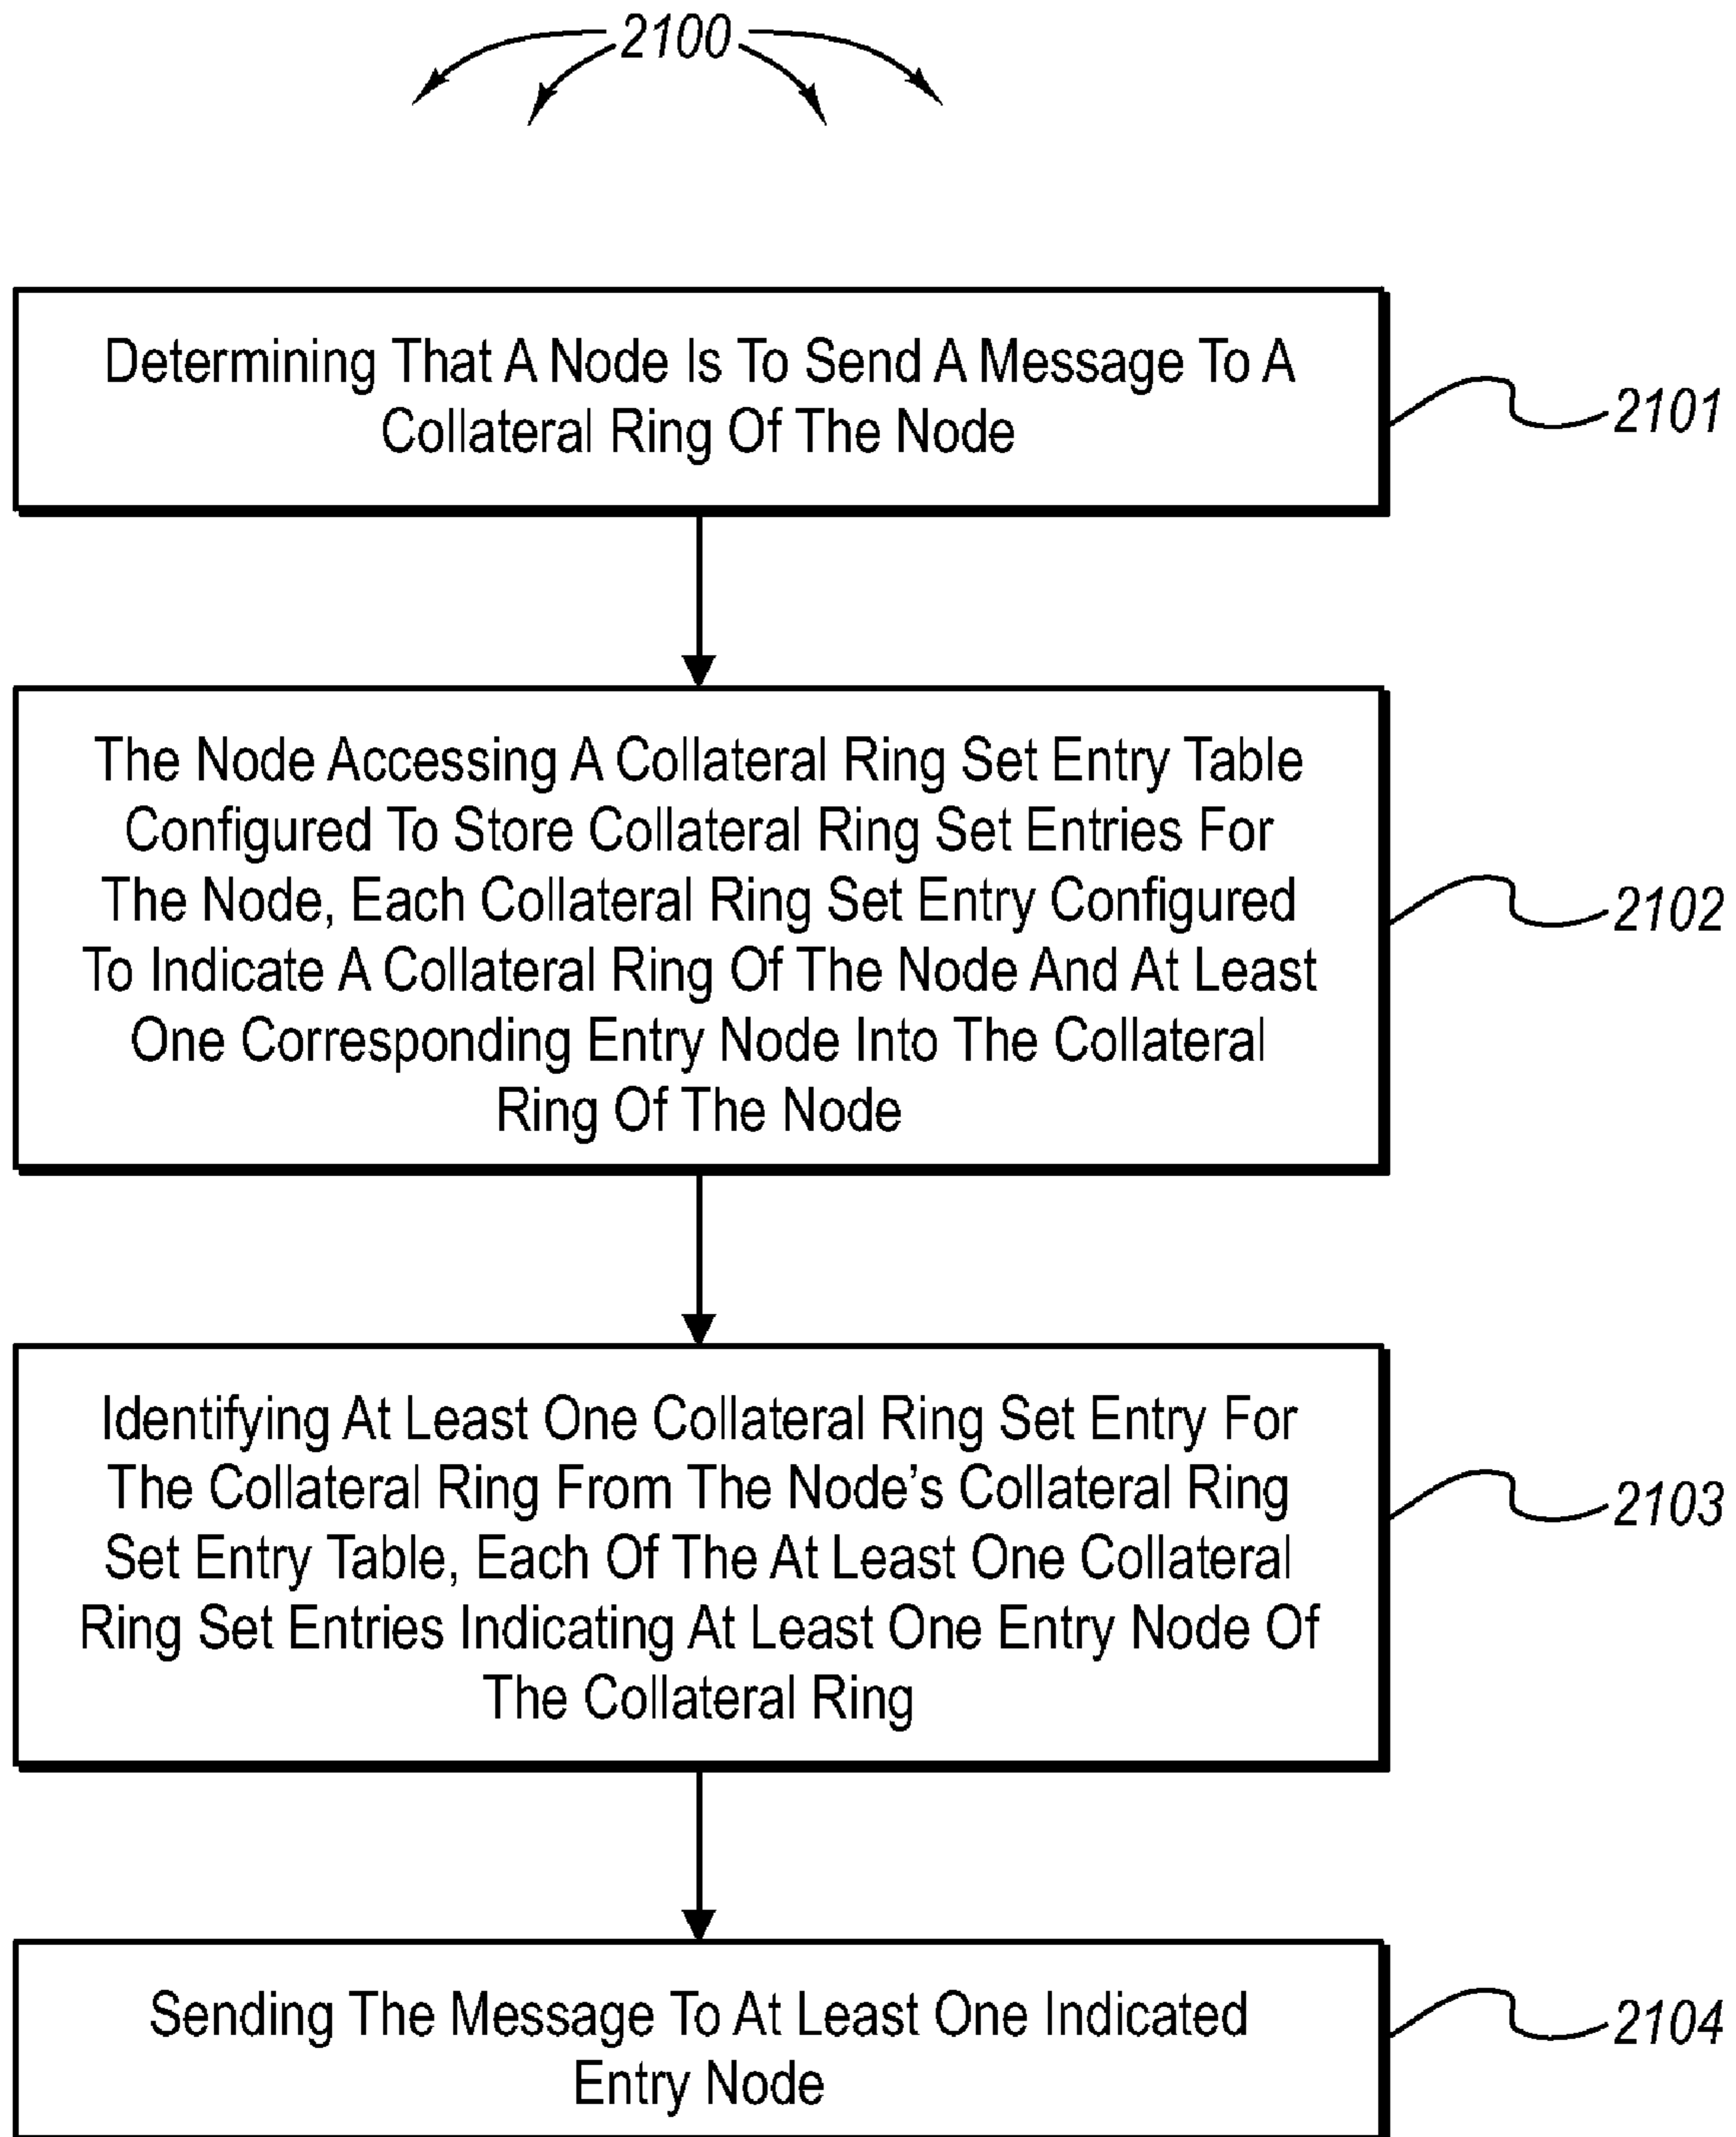 2100
Determining That A Node Is To Send A Message To A
Collateral Ring Of The Node
2101
The Node Accessing A Collateral Ring Set Entry Table
Configured To Store Collateral Ring Set Entries For
The Node, Each Collateral Ring Set Entry Configured
To Indicate A Collateral Ring Of The Node And At Least
One Corresponding Entry Node Into The Collateral
Ring Of The Node
2102
Identifying At Least One Collateral Ring Set Entry For
The Collateral Ring From The Node’s Collateral Ring
Set Entry Table, Each Of The At Least One Collateral
Ring Set Entries Indicating At Least One Entry Node Of
The Collateral Ring
2103
Sending The Message To At Least One Indicated
Entry Node
2104